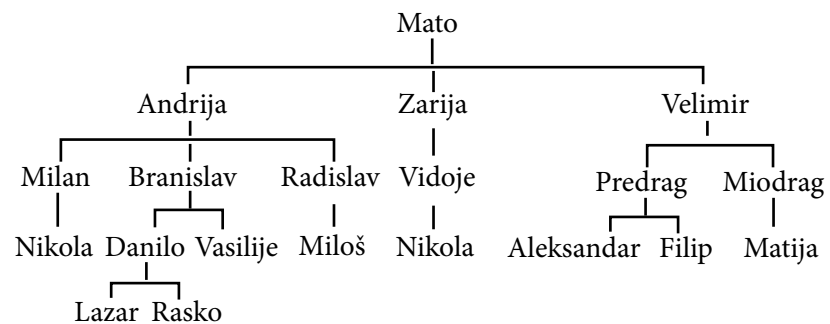 Mato
Andrija Zarija Velimir
Milan Branislav Radislav Vidoje Predrag Miodrag
Nikola Danilo Vasilije Miloš Nikola Aleksandar Filip Matija
Lazar Rasko